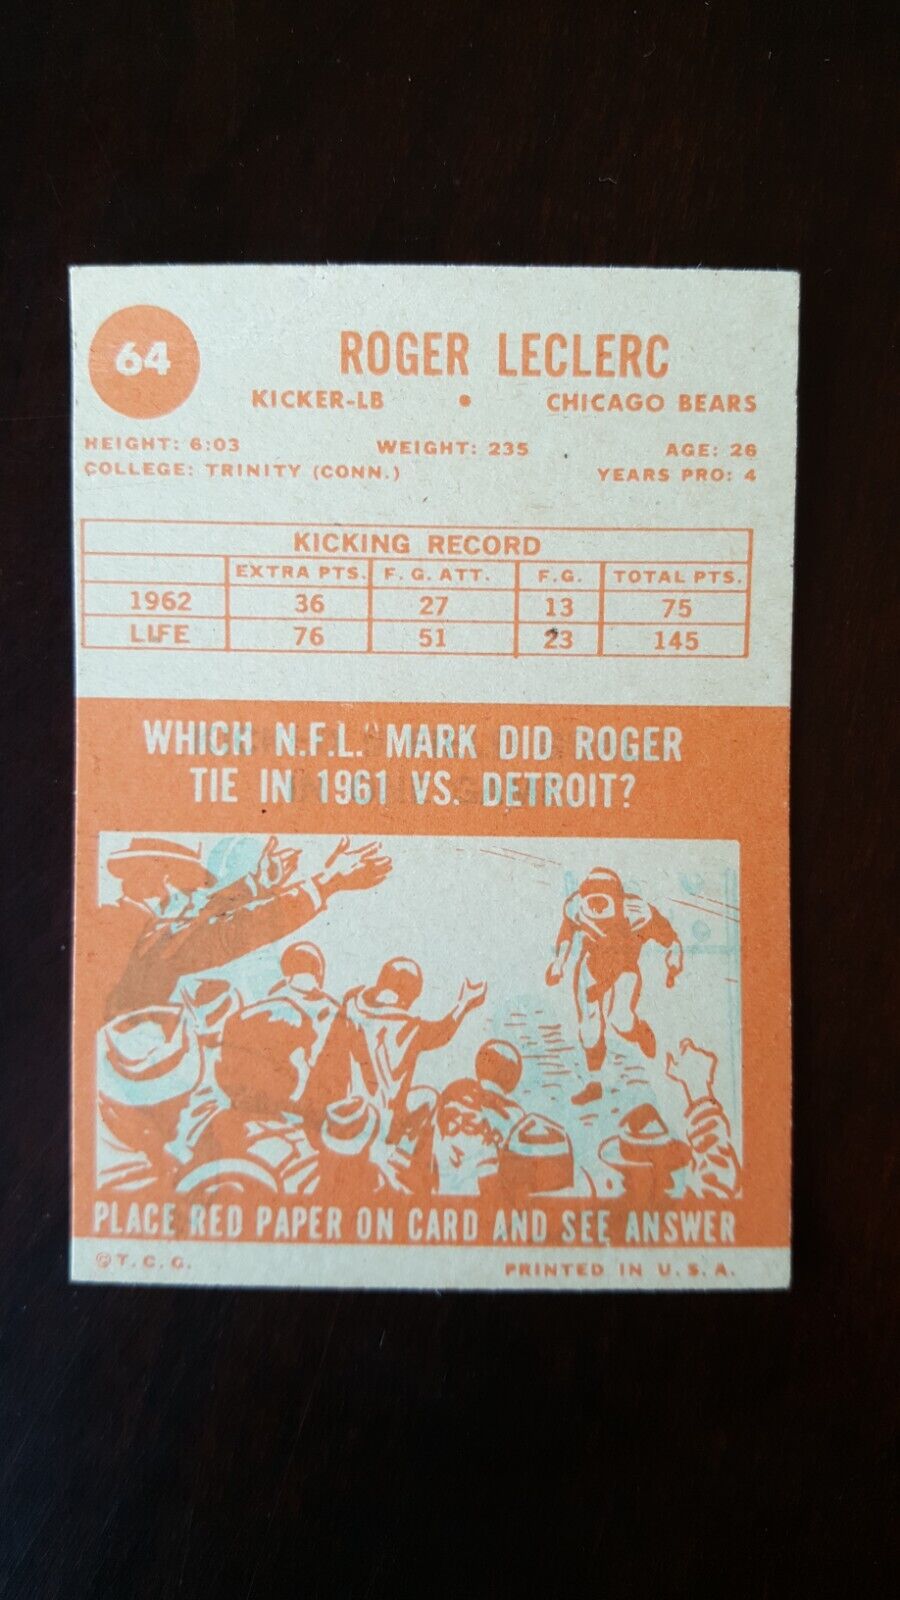 64
ROGER LECLERC
KICKER-LB • CHICAGO BEARS
HEIGHT: 6:03 WEIGHT: 235 AGE: 26
COLLEGE: TRINITY (CONN.) YEARS PRO: 4
KICKING RECORD
EXTRA PTS. F. G. ATT. F.G. TOTAL PTS.
1962 36 27 13 75
LIFE 76 51 23 145
WHICH N.F.L. MARK DID ROGER
TIE IN 1961 VS. DETROIT?
PLACE RED PAPER ON CARD AND SEE ANSWER
©T.C.G. PRINTED IN U.S.A.